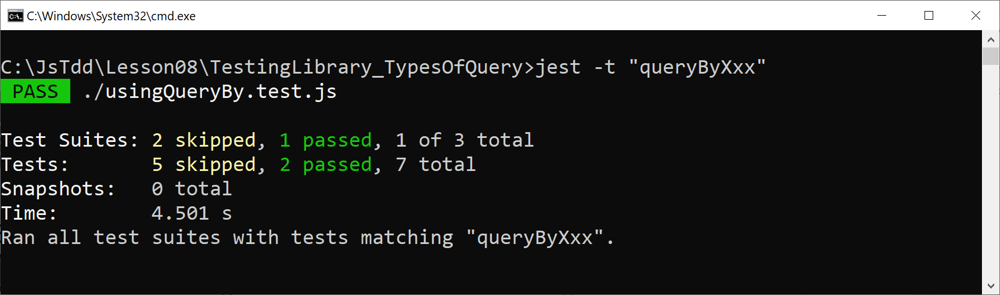 C:\Windows\System32\cmd.exe
C:\JsTdd\Lesson08\TestingLibrary_TypesOfQuery>jest -t "queryByXxx"
PASS ./usingQueryBy.test.js
Test Suites: 2 skipped, 1 passed, 1 of 3 total
Tests: 5 skipped, 2 passed, 7 total
Snapshots: 0 total
Time: 4.501 s
Ran all test suites with tests matching "queryByXxx".